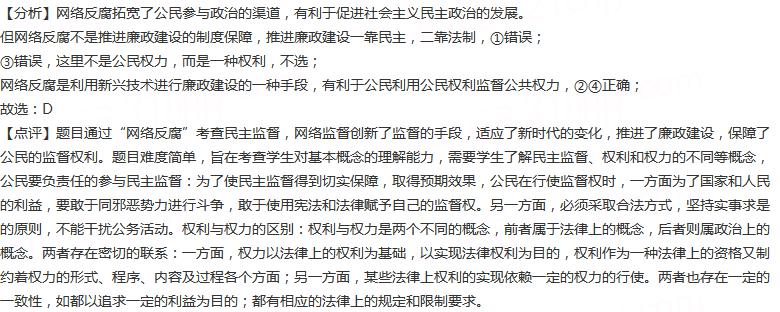 【分析】网络反腐拓宽了公民参与政治的渠道，有利于促进社会主义民主政治的发展。
但网络反腐不是推进廉政建设的制度保障，推进廉政建设一靠民主，二靠法制，①错误；
③错误，这里不是公民权力，而是一种权利，不选；
网络反腐是利用新兴技术进行廉政建设的一种手段，有利于公民利用公民权利监督公共权力，②④正确；
故选：D
【点评】题目通过“网络反腐”考查民主监督，网络监督创新了监督的手段，适应了新时代的变化，推进了廉政建设，保障了
公民的监督权利。题目难度简单，旨在考查学生对基本概念的理解能力，需要学生了解民主监督、权利和权力的不同等概念，
公民要负责任的参与民主监督：为了使民主监督得到切实保障，取得预期效果，公民在行使监督权时，一方面为了国家和人民
的利益，要敢于同邪恶势力进行斗争，敢于使用宪法和法律赋予自己的监督权。另一方面，必须采取合法方式，坚持实事求是
的原则，不能干扰公务活动。权利与权力的区别：权利与权力是两个不同的概念，前者属于法律上的概念，后者则属政治上的
概念。两者存在密切的联系：一方面，权力以法律上的权利为基础，以实现法律权利为目的，权利作为一种法律上的资格又制
约着权力的形式、程序、内容及过程各个方面；另一方面，某些法律上权利的实现依赖一定的权力的行使。两者也存在一定的
一致性，如都以追求一定的利益为目的；都有相应的法律上的规定和限制要求。